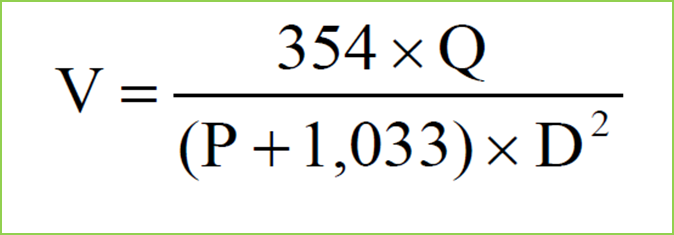 V = 354 × Q / (P + 1,033) × D²